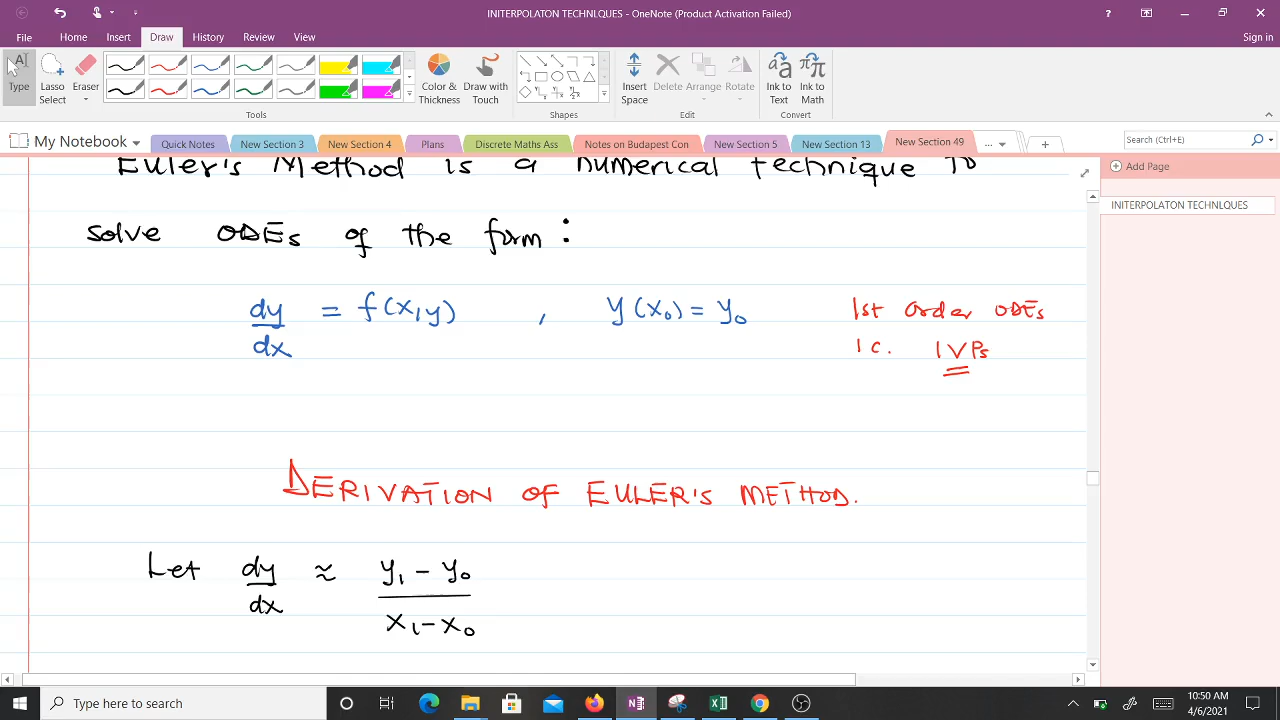 INITERPOLATON TECHNLQUES - OneNote (Product Activation Failed)
File Home Insert Draw History Review View Sign in
Type
Lasso Select
Eraser
Color & Thickness
Draw with Touch
Insert Space
Delete
Arrange
Rotate
Ink to Text
Ink to Math
Tools Shapes Edit Convert
My Notebook Quick Notes New Section 3 New Section 4 Plans Discrete Maths Ass Notes on Budapest Con New Section 5 New Section 13 New Section 49 ... Search (Ctrl+E)
Add Page
INITERPOLATON TECHNLQUES
Euler's Method is a numerical technique to
solve ODEs of the form :
dy/dx = f(x,y) , y(x₀) = y₀ 1st order ODEs
I C. IVPs
DERIVATION OF EULER'S METHOD.
Let dy/dx ≈ y₁ - y₀ / x₁ - x₀
Type here to search
10:50 AM
4/6/2021